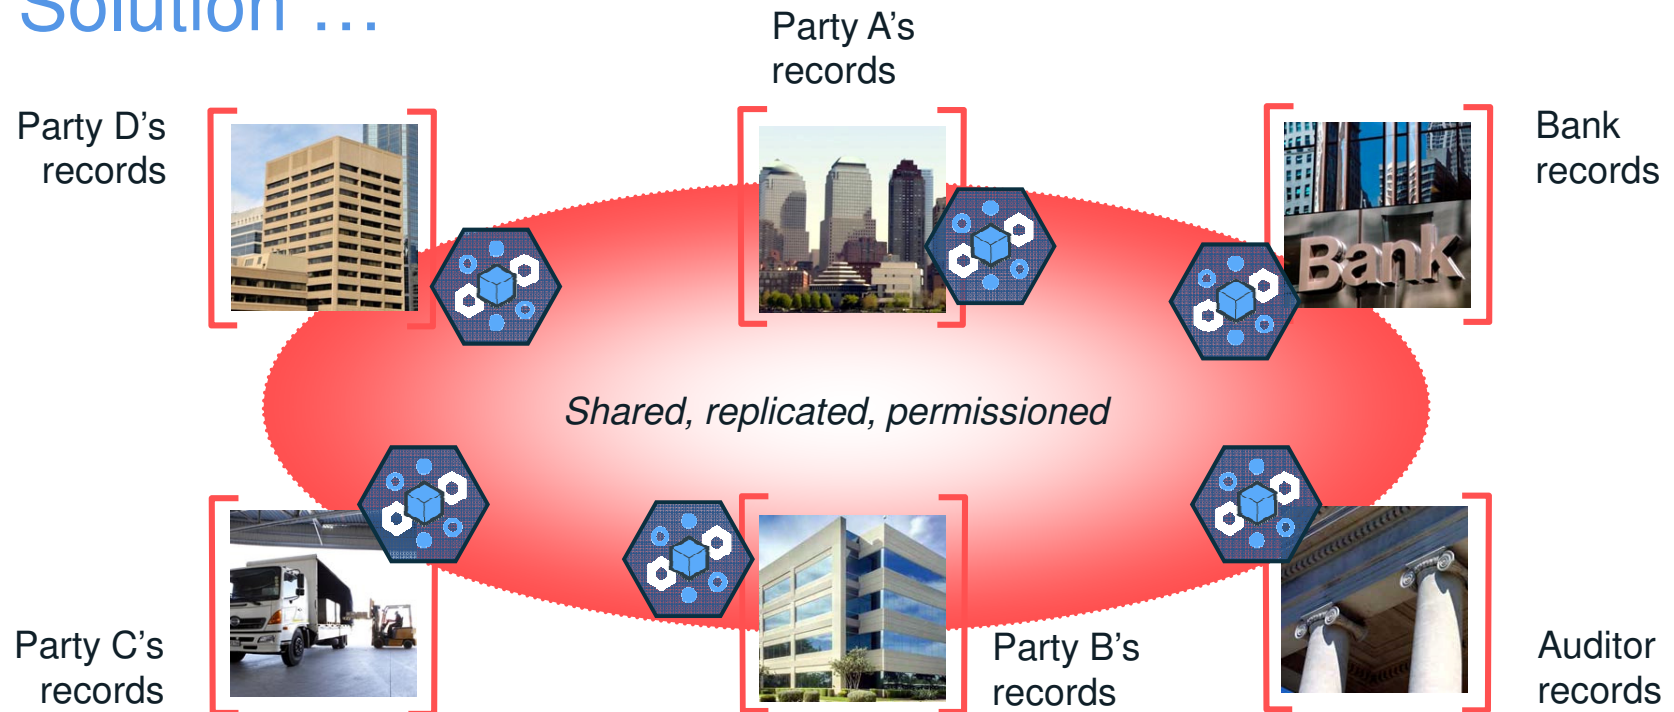 Solution …
Party A’s
records
Party D’s
records
Bank
records
Bank
Shared, replicated, permissioned
Party C’s
records
Party B’s
records
Auditor
records